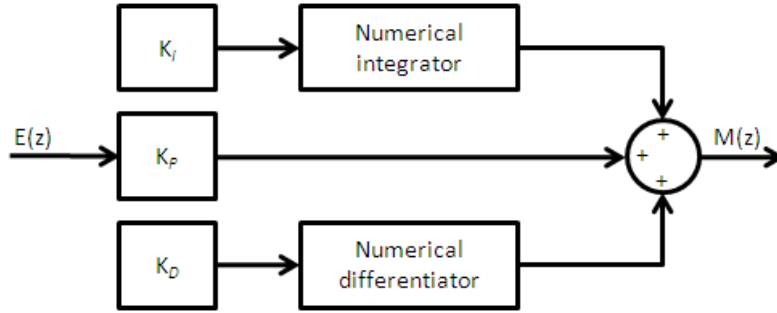 K_I
Numerical
integrator
E(z)
K_P
+
+
+
M(z)
K_D
Numerical
differentiator